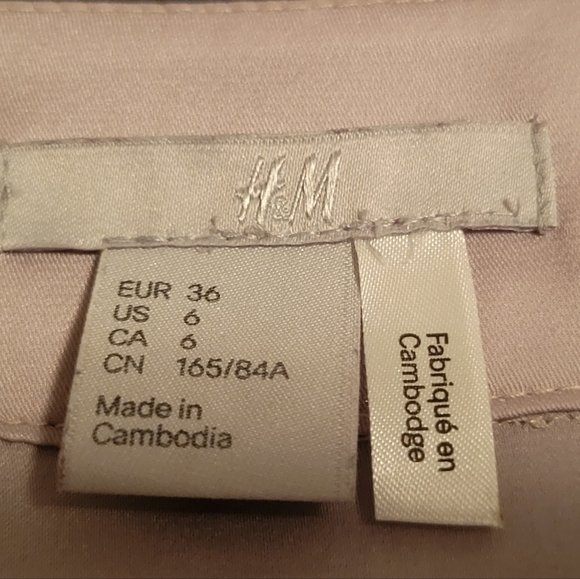 H&M
EUR 36
US 6
CA 6
CN 165/84A
Made in
Cambodia
Fabriqué en
Cambodge